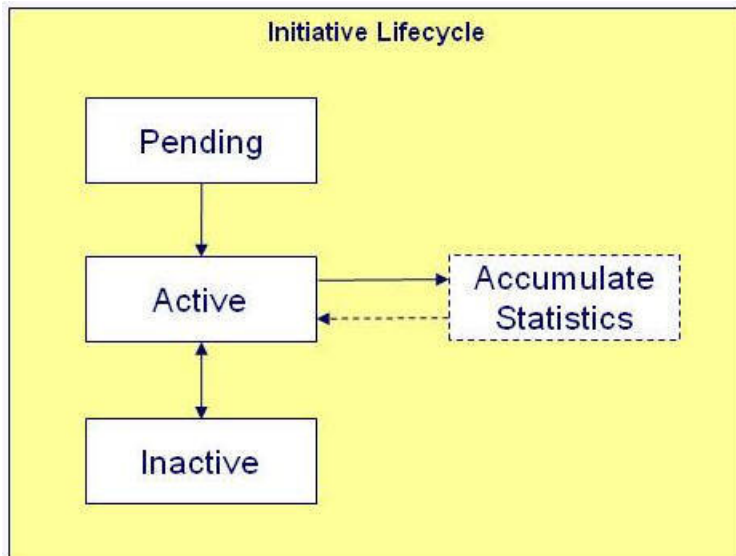 Initiative Lifecycle
Pending
Active
Accumulate
Statistics
Inactive